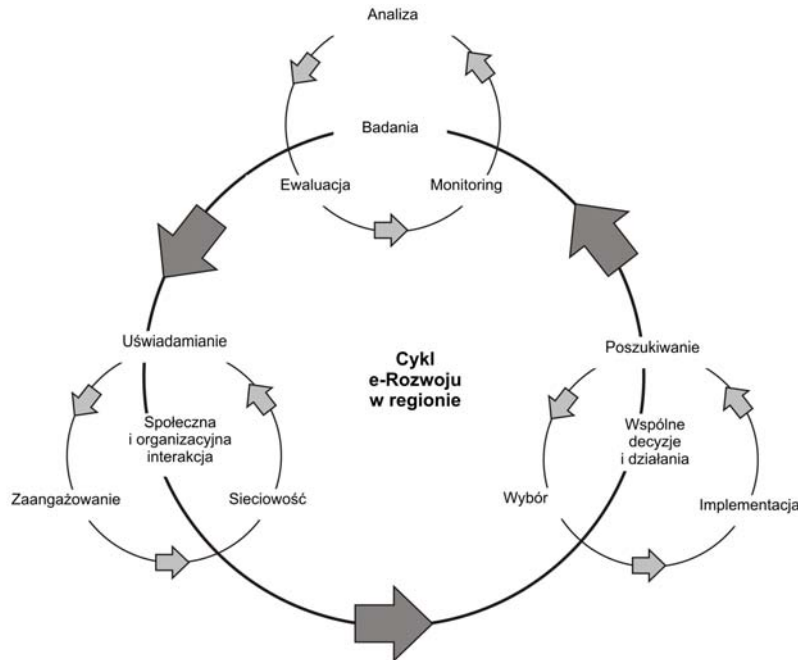 Analiza
Badania
Ewaluacja
Monitoring
Uświadamianie
Cykl
e-Rozwoju
w regionie
Poszukiwanie
Społeczna
i organizacyjna
interakcja
Wspólne
decyzje
i działania
Zaangażowanie
Sieciowość
Wybór
Implementacja